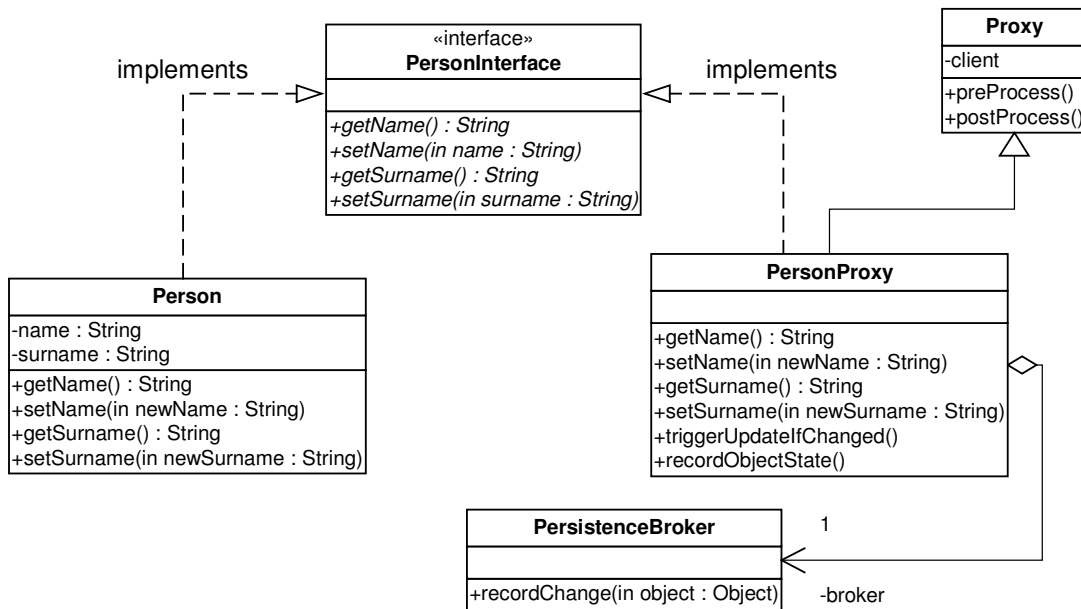 «interface»
PersonInterface
+getName() : String
+setName(in name : String)
+getSurname() : String
+setSurname(in surname : String)
implements
implements
Proxy
-client
+preProcess()
+postProcess()
Person
-name : String
-surname : String
+getName() : String
+setName(in newName : String)
+getSurname() : String
+setSurname(in newSurname : String)
PersonProxy
+getName() : String
+setName(in newName : String)
+getSurname() : String
+setSurname(in newSurname : String)
+triggerUpdateIfChanged()
+recordObjectState()
PersistenceBroker
+recordChange(in object : Object)
1
-broker